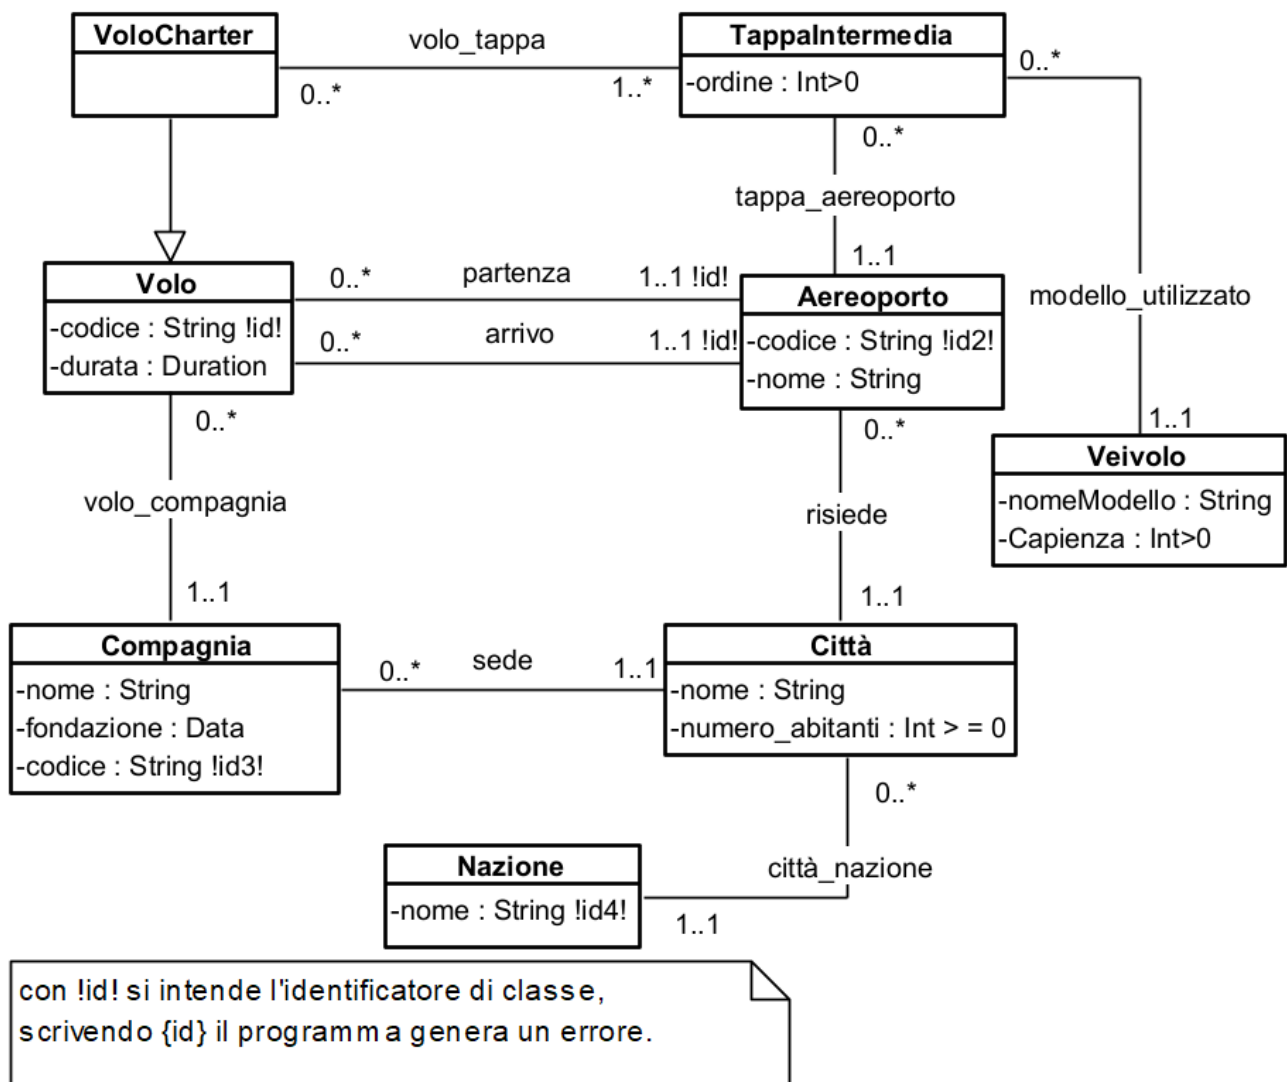 VoloCharter
volo_tappa
0..*
1..*
TappaIntermedia
-ordine : Int>0
0..*
0..*
tappa_aereoporto
1..1
modello_utilizzato
1..1
Volo
-codice : String !id!
-durata : Duration
0..*
partenza
1..1 !id!
0..*
arrivo
1..1 !id!
Aereoporto
-codice : String !id2!
-nome : String
Veivolo
-nomeModello : String
-Capienza : Int>0
0..*
volo_compagnia
1..1
0..*
risiede
1..1
Compagnia
-nome : String
-fondazione : Data
-codice : String !id3!
0..*
sede
1..1
Città
-nome : String
-numero_abitanti : Int > = 0
0..*
città_nazione
1..1
Nazione
-nome : String !id4!
con !id! si intende l'identificatore di classe,
scrivendo {id} il programma genera un errore.